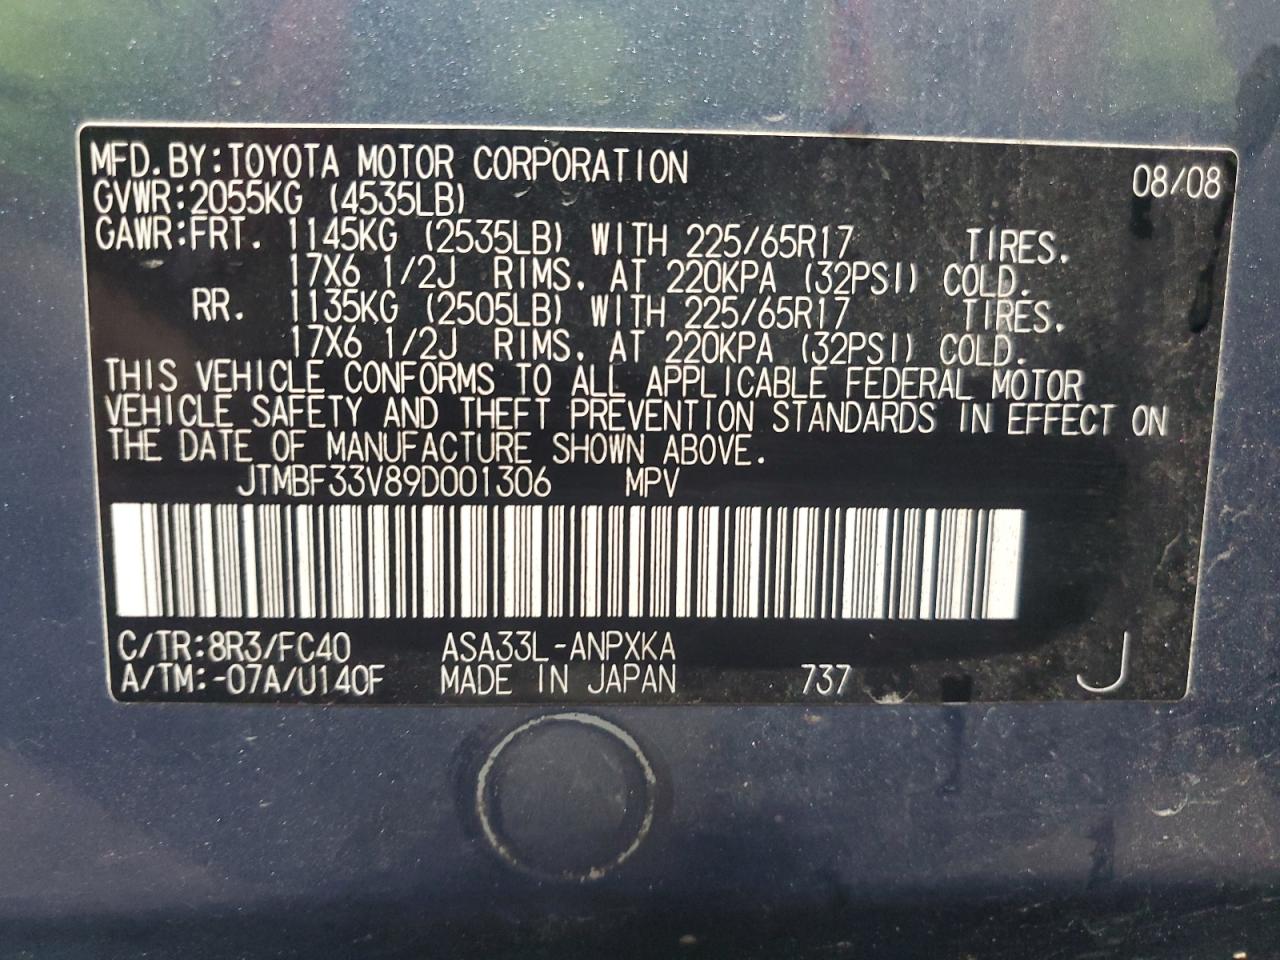 MFD.BY:TOYOTA MOTOR CORPORATION 08/08
GVWR:2055KG (4535LB)
GAWR:FRT. 1145KG (2535LB) WITH 225/65R17 TIRES.
17X6 1/2J RIMS. AT 220KPA (32PSI) COLD.
RR. 1135KG (2505LB) WITH 225/65R17 TIRES.
17X6 1/2J RIMS. AT 220KPA (32PSI) COLD.
THIS VEHICLE CONFORMS TO ALL APPLICABLE FEDERAL MOTOR
VEHICLE SAFETY AND THEFT PREVENTION STANDARDS IN EFFECT ON
THE DATE OF MANUFACTURE SHOWN ABOVE.
JTMBF33V89D001306 MPV
C/TR:8R3/FC40 ASA33L-ANPXKA
A/TM:-07A/U140F MADE IN JAPAN 737 J